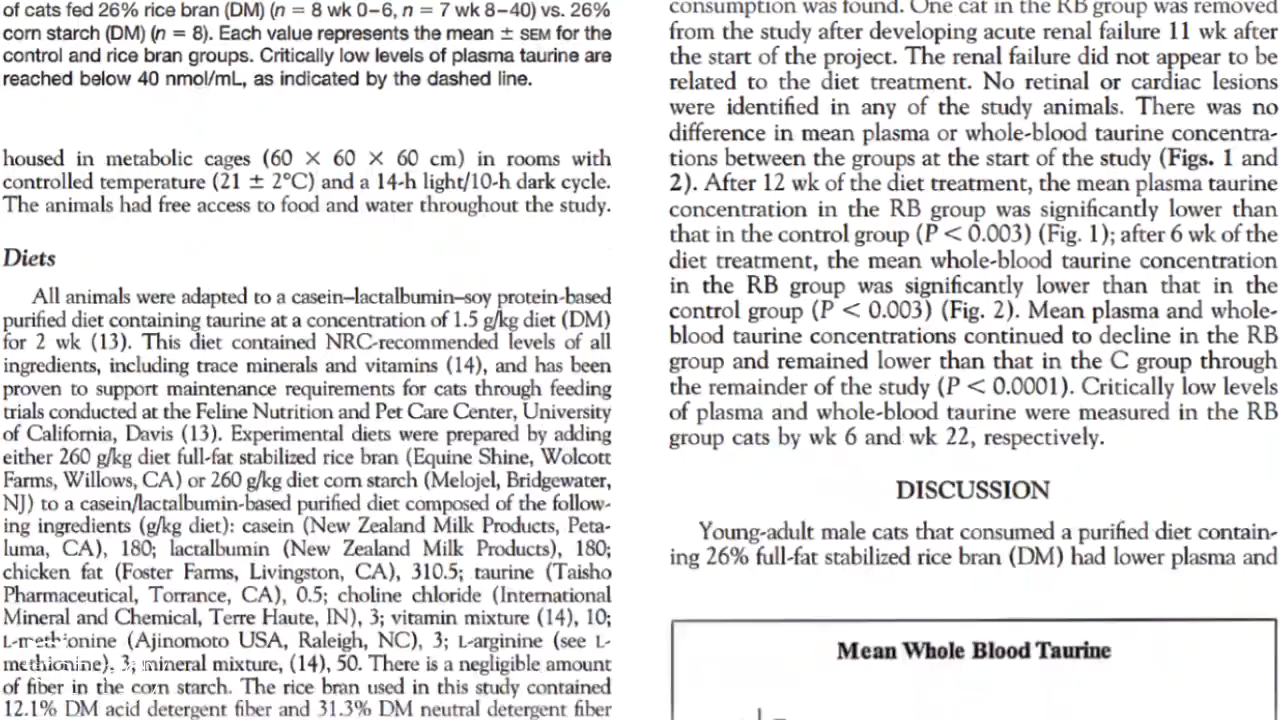 of cats fed 26% rice bran (DM) (n = 8 wk 0–6, n = 7 wk 8–40) vs. 26%
corn starch (DM) (n = 8). Each value represents the mean ± SEM for the
control and rice bran groups. Critically low levels of plasma taurine are
reached below 40 nmol/mL, as indicated by the dashed line.
housed in metabolic cages (60 × 60 × 60 cm) in rooms with
controlled temperature (21 ± 2°C) and a 14-h light/10-h dark cycle.
The animals had free access to food and water throughout the study.
Diets
All animals were adapted to a casein–lactalbumin–soy protein-based
purified diet containing taurine at a concentration of 1.5 g/kg diet (DM)
for 2 wk (13). This diet contained NRC-recommended levels of all
ingredients, including trace minerals and vitamins (14), and has been
proven to support maintenance requirements for cats through feeding
trials conducted at the Feline Nutrition and Pet Care Center, University
of California, Davis (13). Experimental diets were prepared by adding
either 260 g/kg diet full-fat stabilized rice bran (Equine Shine, Wolcott
Farms, Willows, CA) or 260 g/kg diet corn starch (Melojel, Bridgewater,
NJ) to a casein/lactalbumin-based purified diet composed of the follow-
ing ingredients (g/kg diet): casein (New Zealand Milk Products, Peta-
luma, CA), 180; lactalbumin (New Zealand Milk Products), 180;
chicken fat (Foster Farms, Livingston, CA), 310.5; taurine (Taisho
Pharmaceutical, Torrance, CA), 0.5; choline chloride (International
Mineral and Chemical, Terre Haute, IN), 3; vitamin mixture (14), 10;
L-methionine (Ajinomoto USA, Raleigh, NC), 3; L-arginine (see L-
methionine), 3; mineral mixture, (14), 50. There is a negligible amount
of fiber in the corn starch. The rice bran used in this study contained
12.1% DM acid detergent fiber and 31.3% DM neutral detergent fiber
consumption was found. One cat in the RB group was removed
from the study after developing acute renal failure 11 wk after
the start of the project. The renal failure did not appear to be
related to the diet treatment. No retinal or cardiac lesions
were identified in any of the study animals. There was no
difference in mean plasma or whole-blood taurine concentra-
tions between the groups at the start of the study (Figs. 1 and
2). After 12 wk of the diet treatment, the mean plasma taurine
concentration in the RB group was significantly lower than
that in the control group (P < 0.003) (Fig. 1); after 6 wk of the
diet treatment, the mean whole-blood taurine concentration
in the RB group was significantly lower than that in the
control group (P < 0.003) (Fig. 2). Mean plasma and whole-
blood taurine concentrations continued to decline in the RB
group and remained lower than that in the C group through
the remainder of the study (P < 0.0001). Critically low levels
of plasma and whole-blood taurine were measured in the RB
group cats by wk 6 and wk 22, respectively.
DISCUSSION
Young-adult male cats that consumed a purified diet contain-
ing 26% full-fat stabilized rice bran (DM) had lower plasma and
Mean Whole Blood Taurine